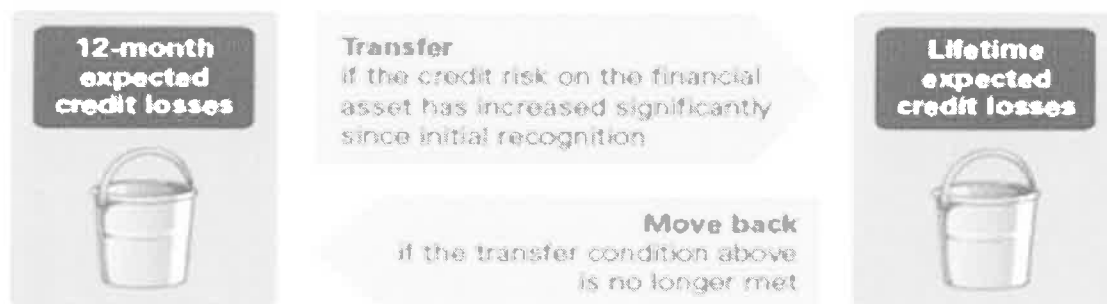 12-month
expected
credit losses
Transfer
if the credit risk on the financial
asset has increased significantly
since initial recognition
Move back
if the transfer condition above
is no longer met
Lifetime
expected
credit losses